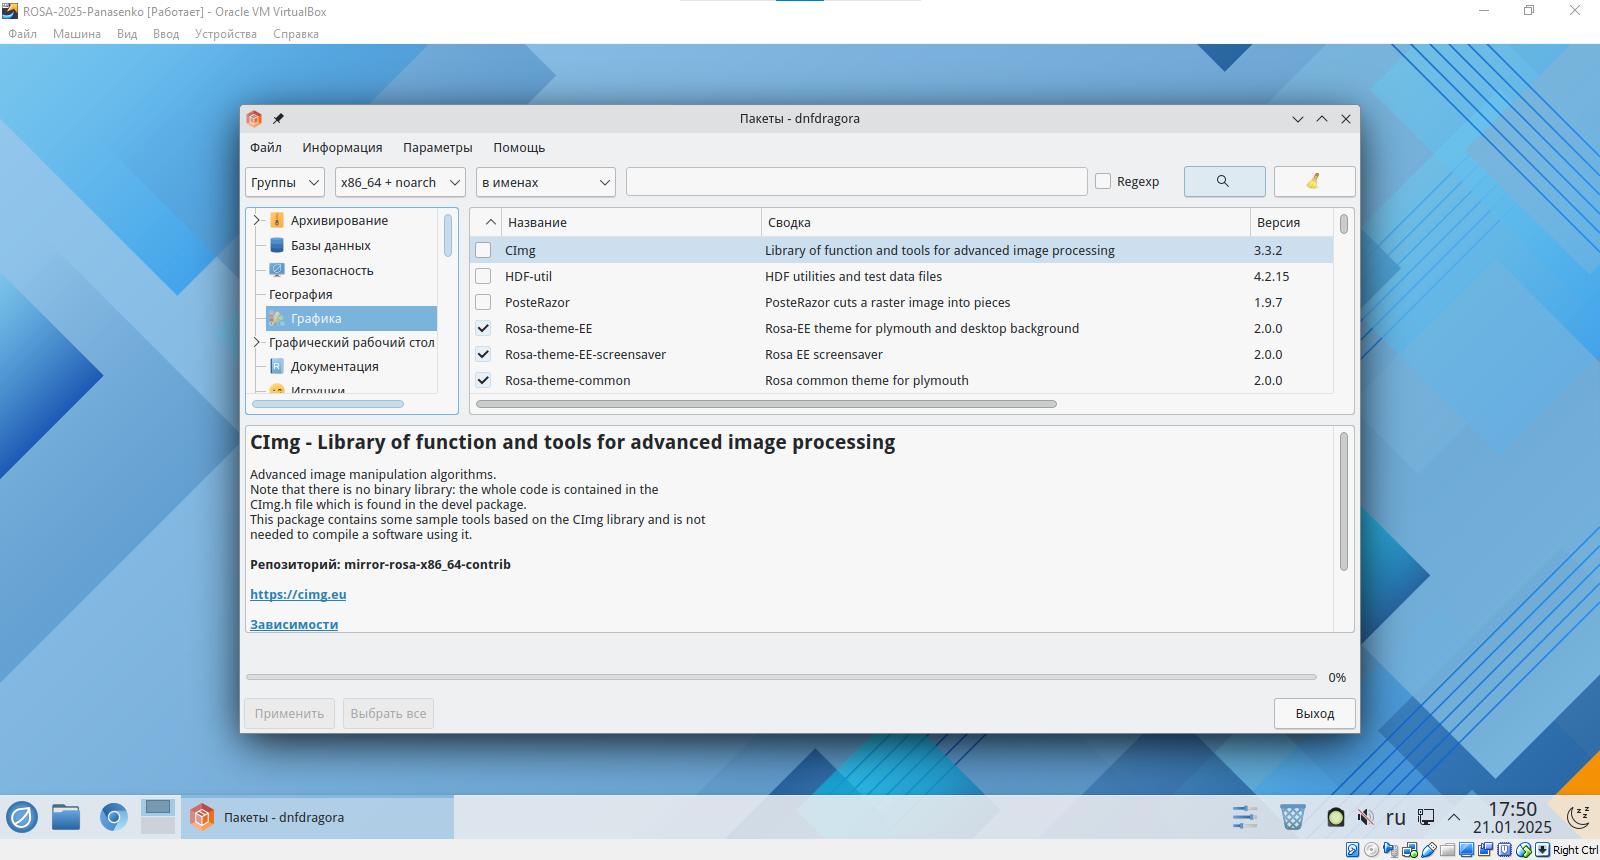 ROSA-2025-Panasenko [Работает] - Oracle VM VirtualBox
Файл Машина Вид Ввод Устройства Справка
Пакеты - dnfdragora
Файл Информация Параметры Помощь
Группы x86_64 + noarch в именах Regexp
Архивирование
Базы данных
Безопасность
География
Графика
Графический рабочий стол
Документация
Игрушки
Название Сводка Версия
CImg Library of function and tools for advanced image processing 3.3.2
HDF-util HDF utilities and test data files 4.2.15
PosteRazor PosteRazor cuts a raster image into pieces 1.9.7
Rosa-theme-EE Rosa-EE theme for plymouth and desktop background 2.0.0
Rosa-theme-EE-screensaver Rosa EE screensaver 2.0.0
Rosa-theme-common Rosa common theme for plymouth 2.0.0
CImg - Library of function and tools for advanced image processing
Advanced image manipulation algorithms.
Note that there is no binary library: the whole code is contained in the
CImg.h file which is found in the devel package.
This package contains some sample tools based on the CImg library and is not
needed to compile a software using it.
Репозиторий: mirror-rosa-x86_64-contrib
https://cimg.eu
Зависимости
0%
Применить Выбрать все Выход
Пакеты - dnfdragora ru 17:50
21.01.2025
Right Ctrl